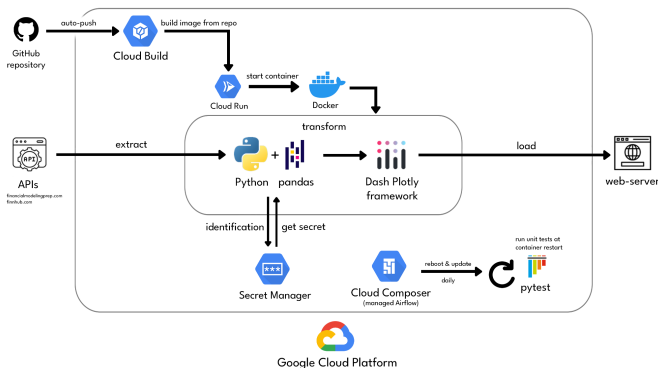 auto-push
build image from repo
GitHub
repository
Cloud Build
start container
Cloud Run
Docker
transform
extract
load
API
+
APIs
financialmodelingprep.com
finnhub.com
Python
pandas
Dash Plotly
framework
web-server
identification
get secret
***
Secret Manager
Cloud Composer
(managed Airflow)
reboot & update
daily
run unit tests at
container restart
pytest
Google Cloud Platform